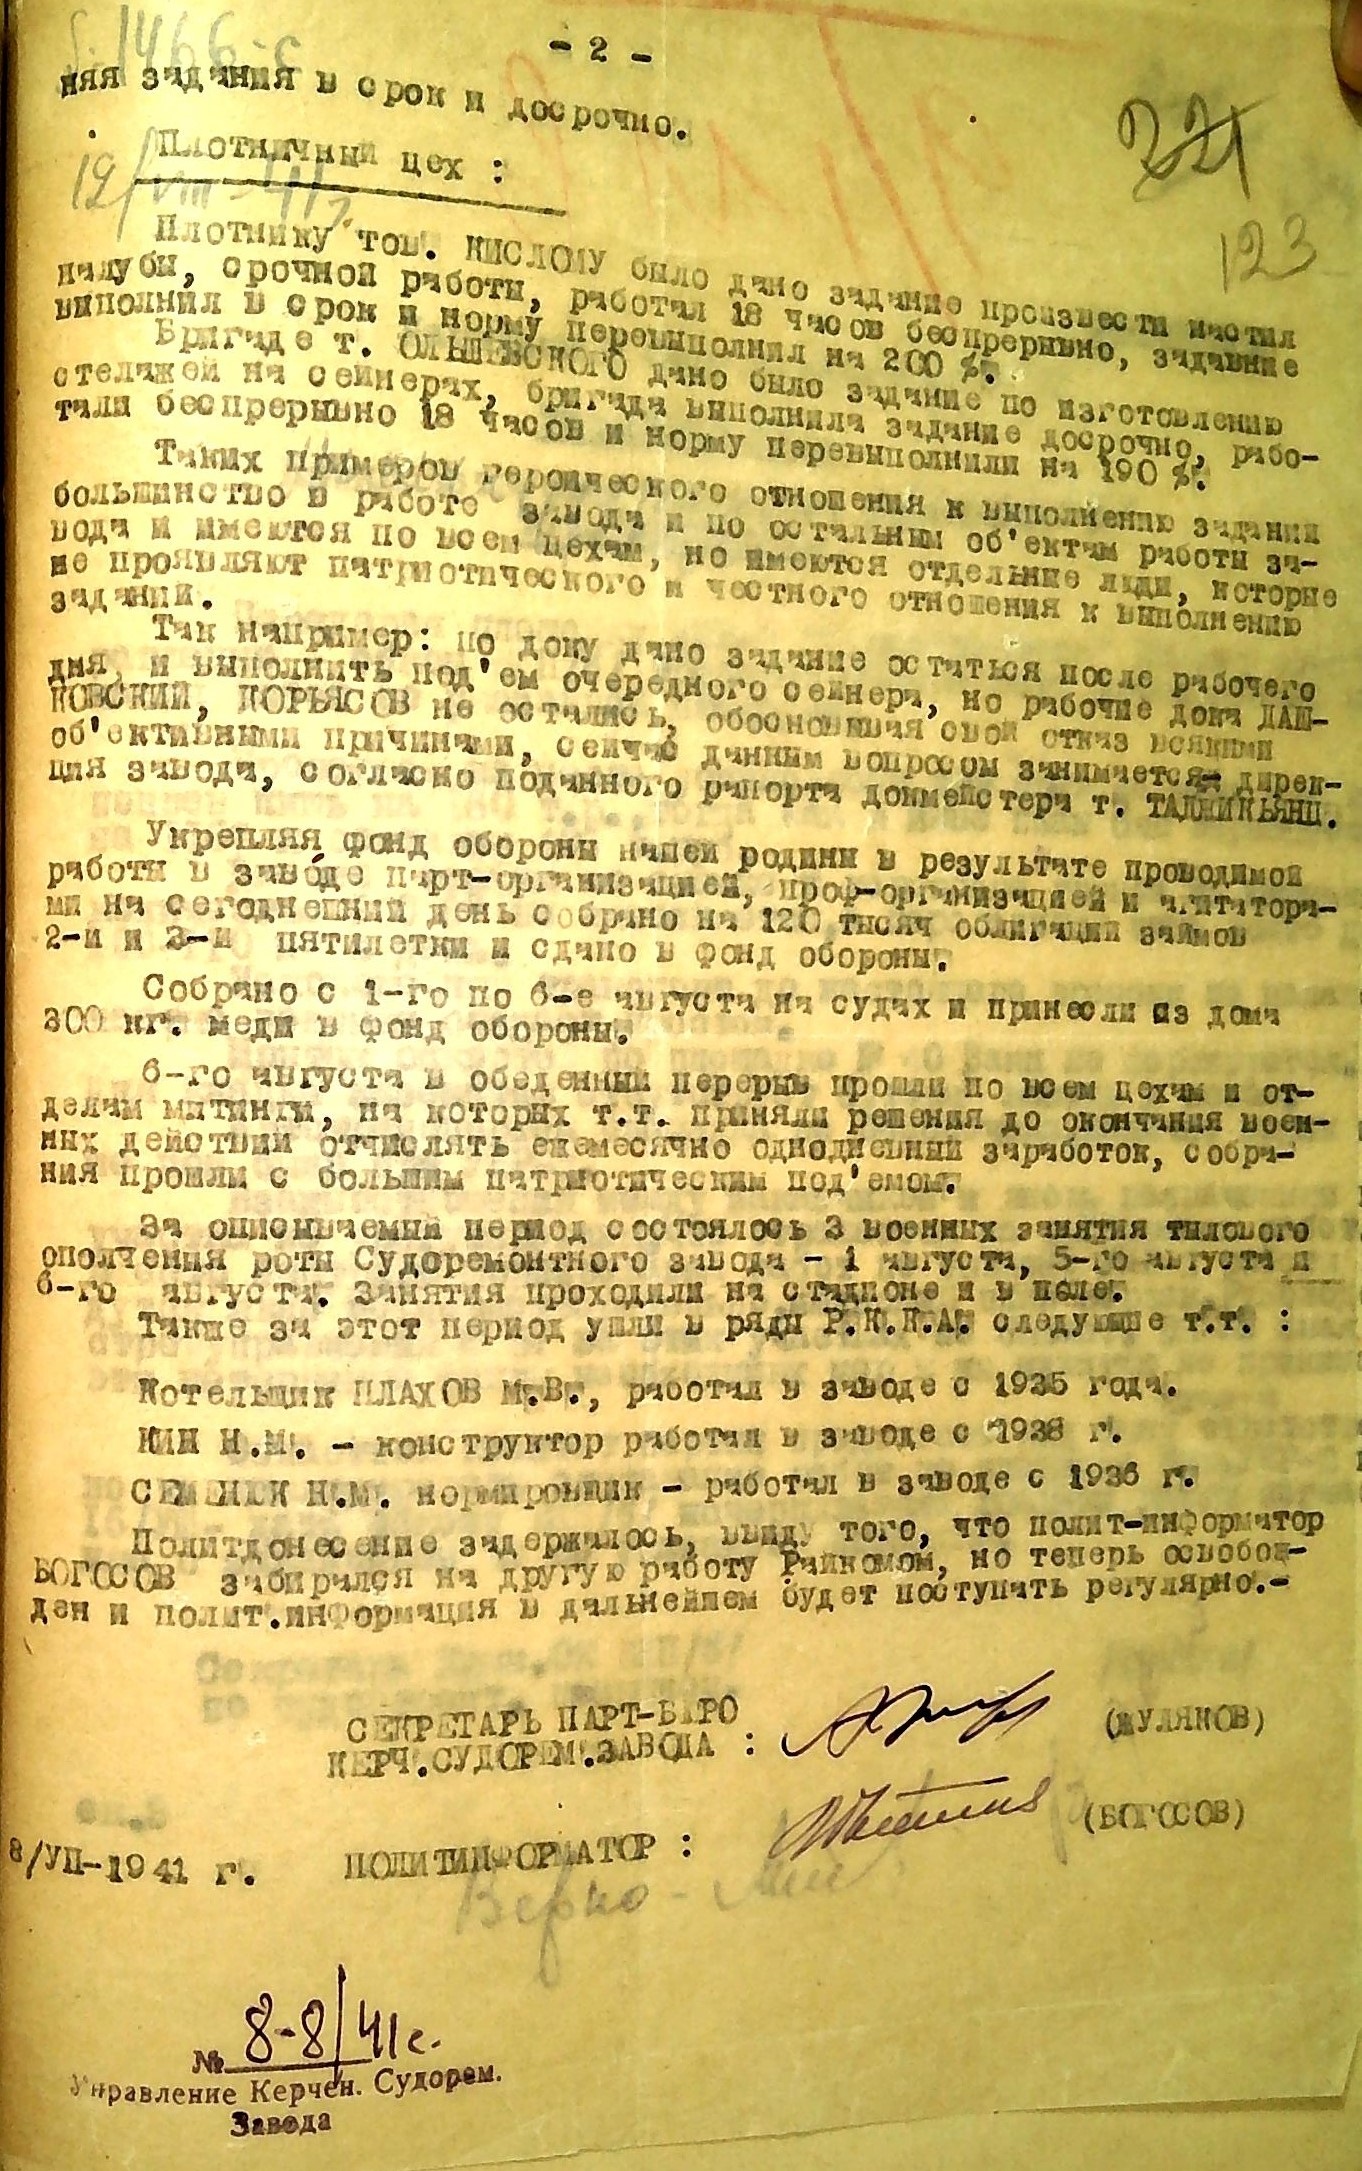 S. 1466-с
- 2 -
няя задания в срок и досрочно.
221
12/VIII-41г
123
Плотничный цех :
Плотнику тов. КИСЛОМУ было дано задание произвести настил
палубы, срочной работы, работал 18 часов беспрерывно, задание
выполнил в срок и норму перевыполнил на 200 %.
Бригаде т. ОЛЬШЕВСКОГО дано было задание по изготовлению
стелажей на сейнерах, бригада выполнила задание досрочно, рабо-
тали беспрерывно 18 часов и норму перевыполнили на 190 %.
Таких примеров героического отношения к выполнению заданий
большинство в работе завода и по остальным об'ектам работы за-
вода и имеются по всем цехам, но имеются отдельные люди, которые
не проявляют патриотического и честного отношения к выполнению
заданий.
Так например: по доку дано задание остаться после рабочего
дня, и выполнить под'ем очередного сейнера, но рабочие дока ДАШ-
КОВСКИЙ, КОРЬЯСОВ не остались, обосновывая свой отказ всякими
об'ективными причинами, сейчас данным вопросом занимается дирек-
ция завода, согласно поданного рапорта докмейстера т.
Укрепляя фонд обороны нашей родины в результате проводимой
работы в заводе парт-организацией, проф-организацией и агитатора-
ми на сегоднешний день собрано на 120 тысяч облигаций займов
2-й и 3-й пятилетки и сдано в фонд обороны.
Собрано с 1-го по 6-е августа на судах и принесли из дома
300 кг. меди в фонд обороны.
6-го августа в обеденный перерыв прошли по всем цехам и от-
делам митинги, на которых т.т. приняли решения до окончания воен-
ных действий отчислять ежемесячно однодневный заработок, собра-
ния прошли с большим патриотическим под'емом.
За описываемый период состоялось 3 военных занятия тилового
ополчения роты Судоремонтного завода - 1 августа, 5-го августа и
6-го августа. Занятия проходили на стадионе и в поле.
Также за этот период ушли в ряды Р.К.К.А. следующие т.т. :
Котельщик ПЛАХОВ М.В., работал в заводе с 1935 года.
КИН Н.М. - конструктор работал в заводе с 1938 г.
СЕМЕНЮК Н.М. нормировщик - работал в заводе с 1936 г.
Политдонесение задержалось, ввиду того, что полит-информатор
БОГОСОВ забирался на другую работу Райкомом, но теперь освобож-
ден и полит.информация в дальнейшем будет поступать регулярно.-
СЕКРЕТАРЬ ПАРТ-БЮРО
КЕРЧ.СУДОРЕМ.ЗАВОДА :
(ЖУЛЯКОВ)
(БОГОСОВ)
8/УП-1941 г.
ПОЛИТИНФОРМАТОР :
Верно -
№ 8-8/41с.
Управление Керчен. Судорем.
Завода